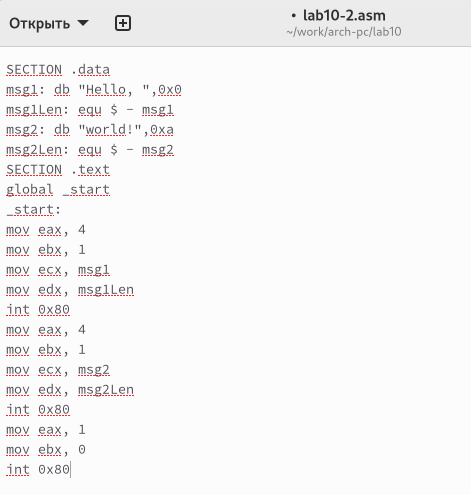 Открыть
• lab10-2.asm
~/work/arch-pc/lab10
SECTION .data
msg1: db "Hello, ",0x0
msg1Len: equ $ - msg1
msg2: db "world!",0xa
msg2Len: equ $ - msg2
SECTION .text
global _start
_start:
mov eax, 4
mov ebx, 1
mov ecx, msg1
mov edx, msg1Len
int 0x80
mov eax, 4
mov ebx, 1
mov ecx, msg2
mov edx, msg2Len
int 0x80
mov eax, 1
mov ebx, 0
int 0x80